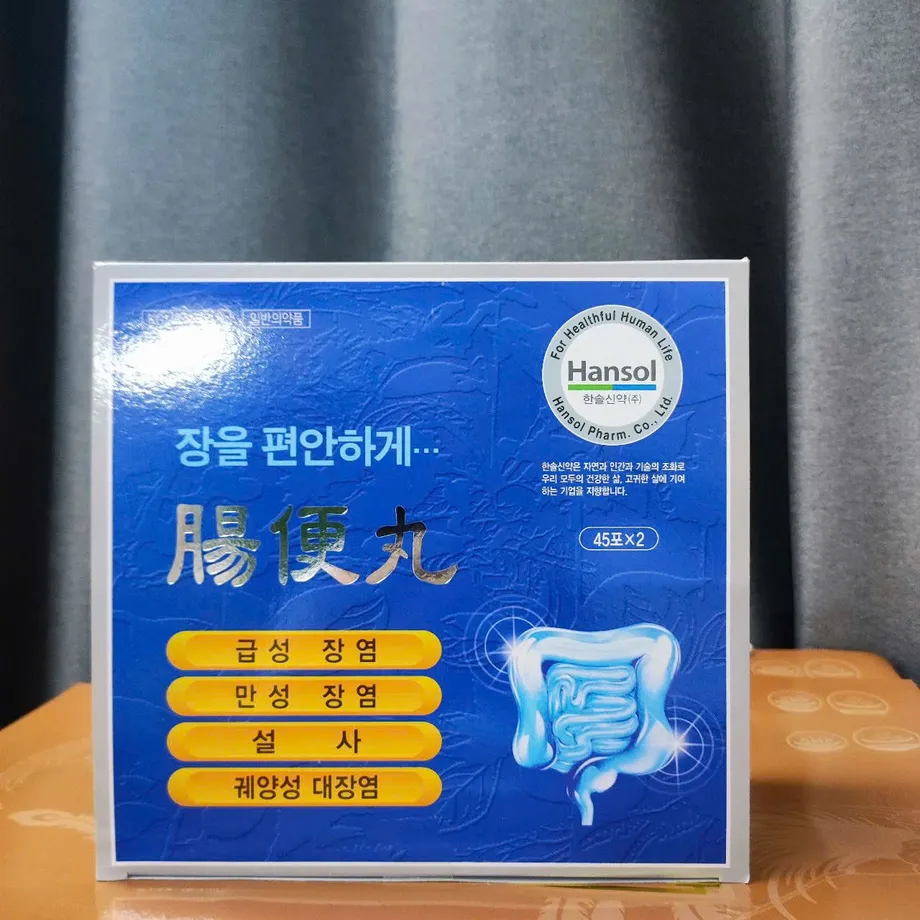 일반의약품
For Healthful Human Life
Hansol
한솔신약(주)
Hansol Pharm. Co., Ltd.
장을 편안하게...
한솔신약은 자연과 인간과 기술의 조화로
우리 모두의 건강한 삶, 고귀한 삶에 기여
하는 기업을 지향합니다.
45포×2
腸便丸
급성 장염
만성 장염
설 사
궤양성 대장염